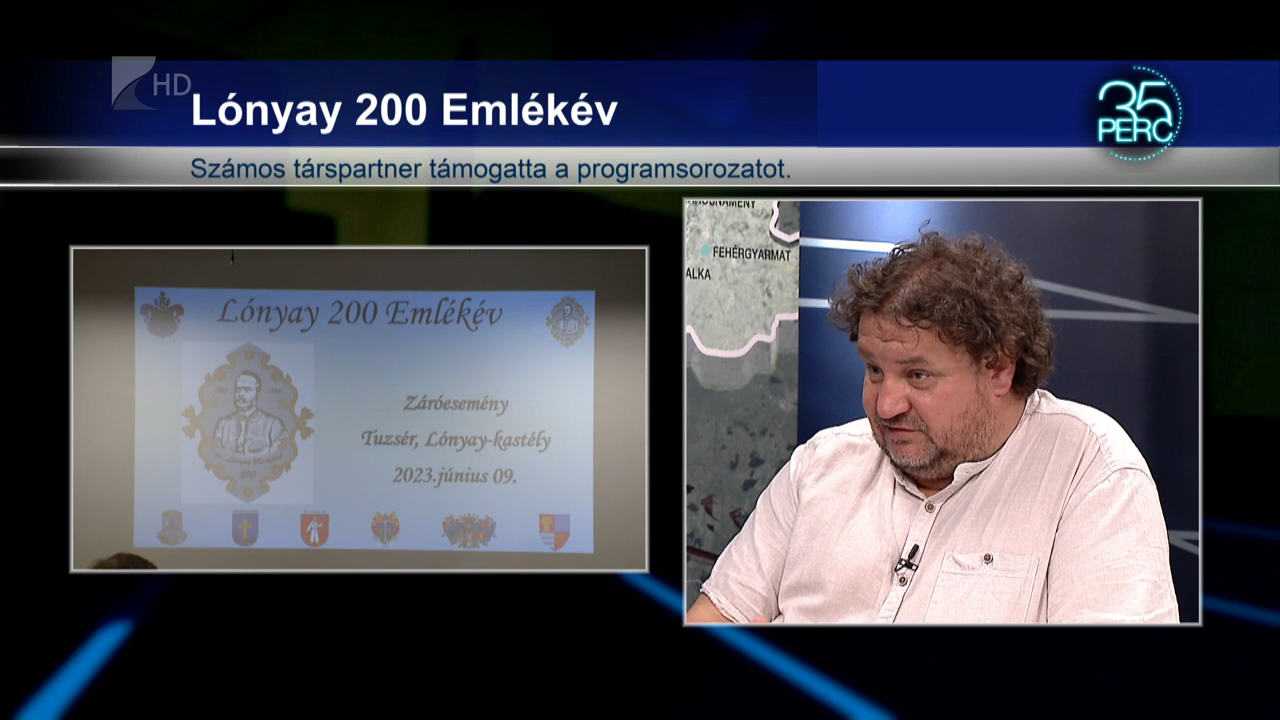 HD
Lónyay 200 Emlékév
35
PERC
Számos társpartner támogatta a programsorozatot.
Lónyay 200 Emlékév
Záróesemény
Tuzsér, Lónyay-kastély
2023.június 09.
200
FEHÉRGYARMAT
ALKA